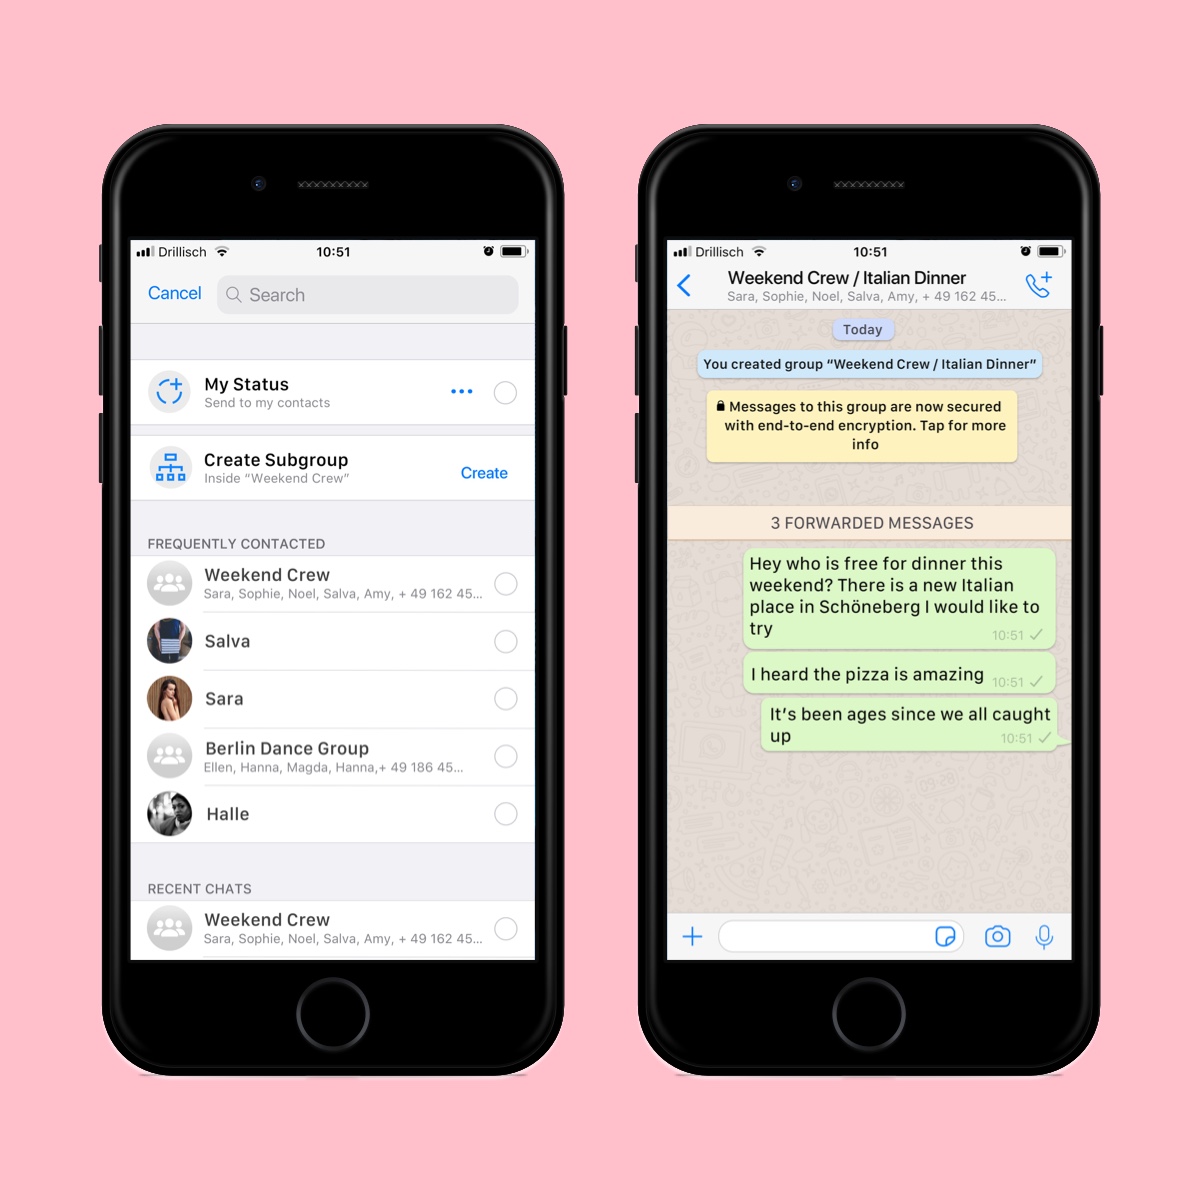 Drillisch 10:51
Cancel
Search
My Status
Send to my contacts
Create Subgroup
Inside “Weekend Crew”
Create
FREQUENTLY CONTACTED
Weekend Crew
Sara, Sophie, Noel, Salva, Amy, + 49 162 45...
Salva
Sara
Berlin Dance Group
Ellen, Hanna, Magda, Hanna,+ 49 186 45...
Halle
RECENT CHATS
Weekend Crew
Sara, Sophie, Noel, Salva, Amy, + 49 162 45...
Drillisch 10:51
Weekend Crew / Italian Dinner
Sara, Sophie, Noel, Salva, Amy, + 49 162 45...
Today
You created group “Weekend Crew / Italian Dinner”
Messages to this group are now secured
with end-to-end encryption. Tap for more
info
3 FORWARDED MESSAGES
Hey who is free for dinner this
weekend? There is a new Italian
place in Schöneberg I would like to
try
10:51
I heard the pizza is amazing
10:51
It’s been ages since we all caught
up
10:51